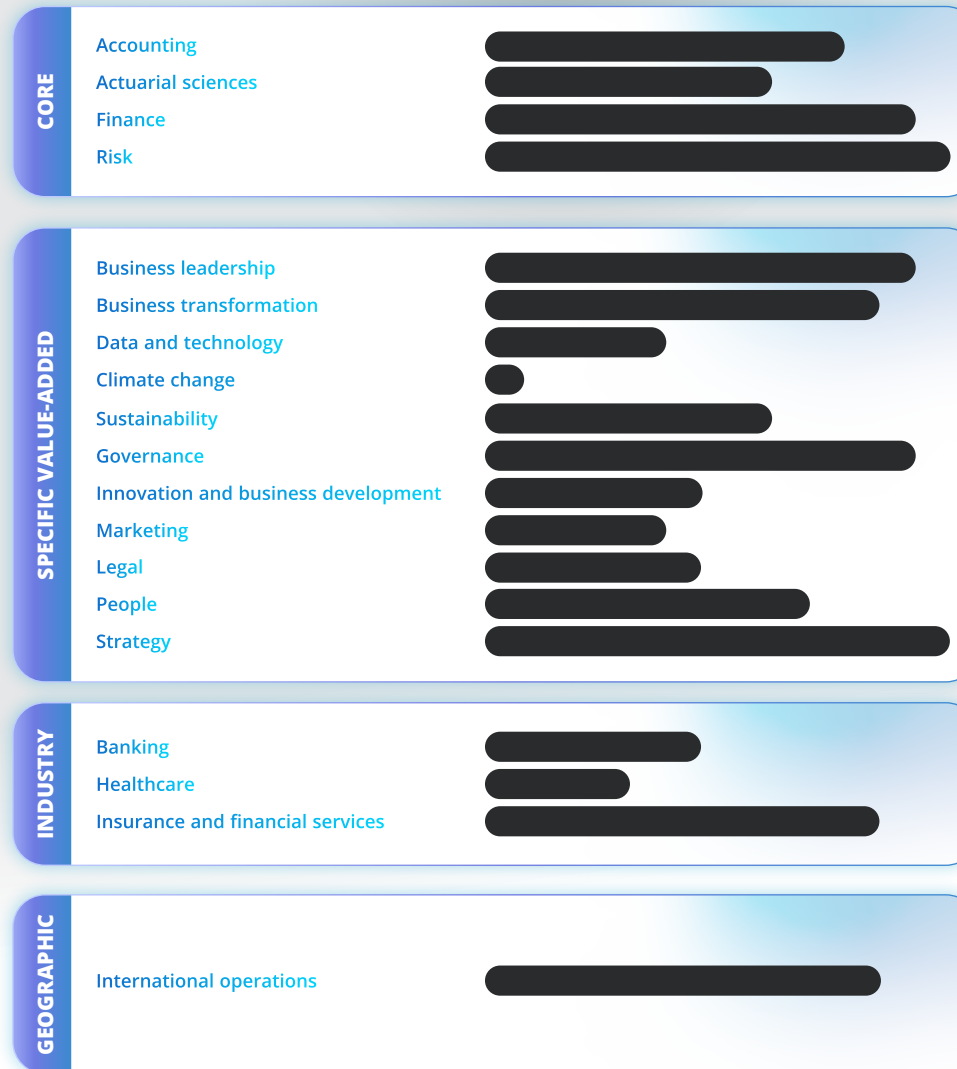 CORE
Accounting
Actuarial sciences
Finance
Risk
SPECIFIC VALUE-ADDED
Business leadership
Business transformation
Data and technology
Climate change
Sustainability
Governance
Innovation and business development
Marketing
Legal
People
Strategy
INDUSTRY
Banking
Healthcare
Insurance and financial services
GEOGRAPHIC
International operations